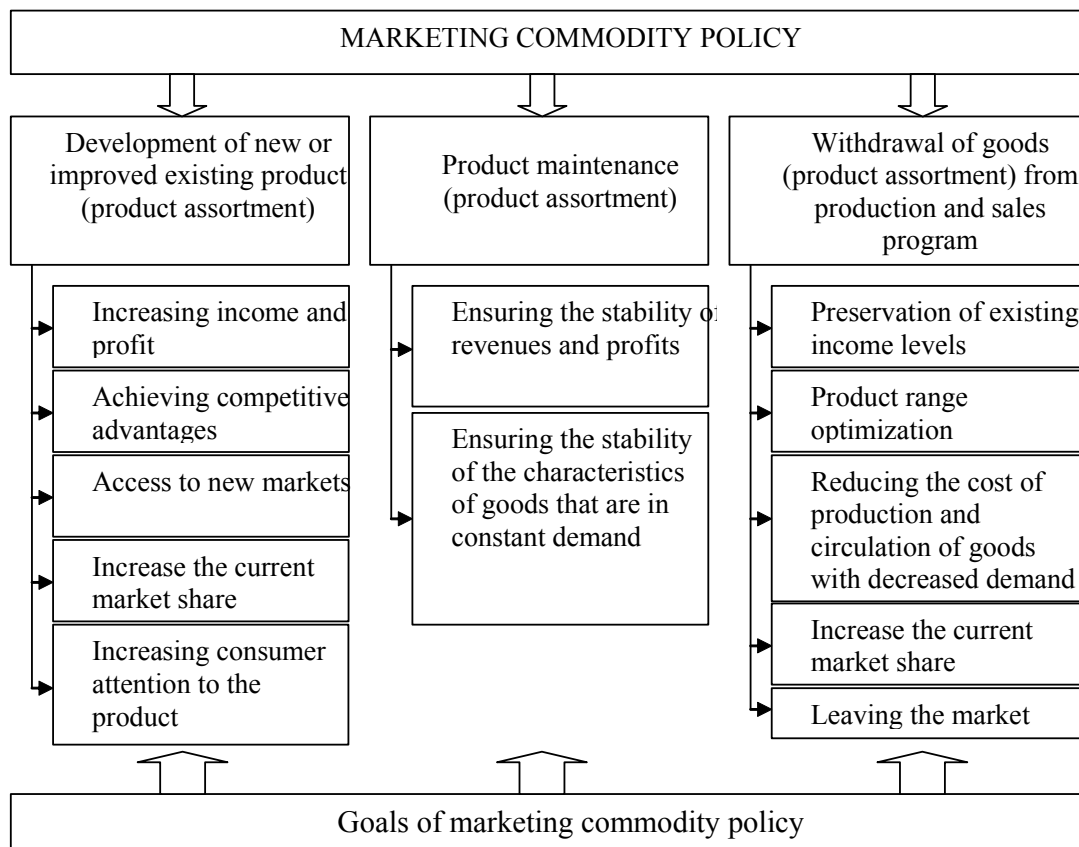 MARKETING COMMODITY POLICY
Development of new or
improved existing product
(product assortment)
Increasing income and
profit
Achieving competitive
advantages
Access to new markets
Increase the current
market share
Increasing consumer
attention to the
product
Product maintenance
(product assortment)
Ensuring the stability of
revenues and profits
Ensuring the stability
of the characteristics
of goods that are in
constant demand
Withdrawal of goods
(product assortment) from
production and sales
program
Preservation of existing
income levels
Product range
optimization
Reducing the cost of
production and
circulation of goods
with decreased demand
Increase the current
market share
Leaving the market
Goals of marketing commodity policy